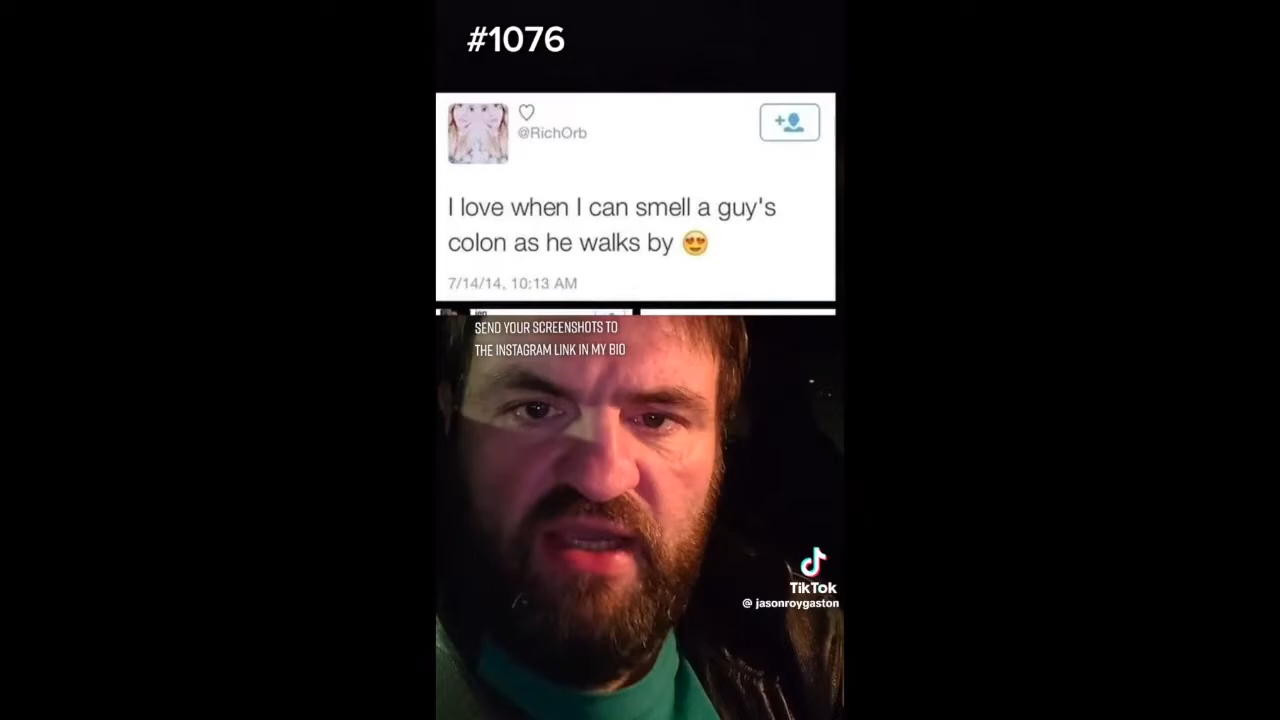 #1076
@RichOrb
I love when I can smell a guy's
colon as he walks by 😍
7/14/14, 10:13 AM
jen
SEND YOUR SCREENSHOTS TO
THE INSTAGRAM LINK IN MY BIO
TikTok
@ jasonroygaston